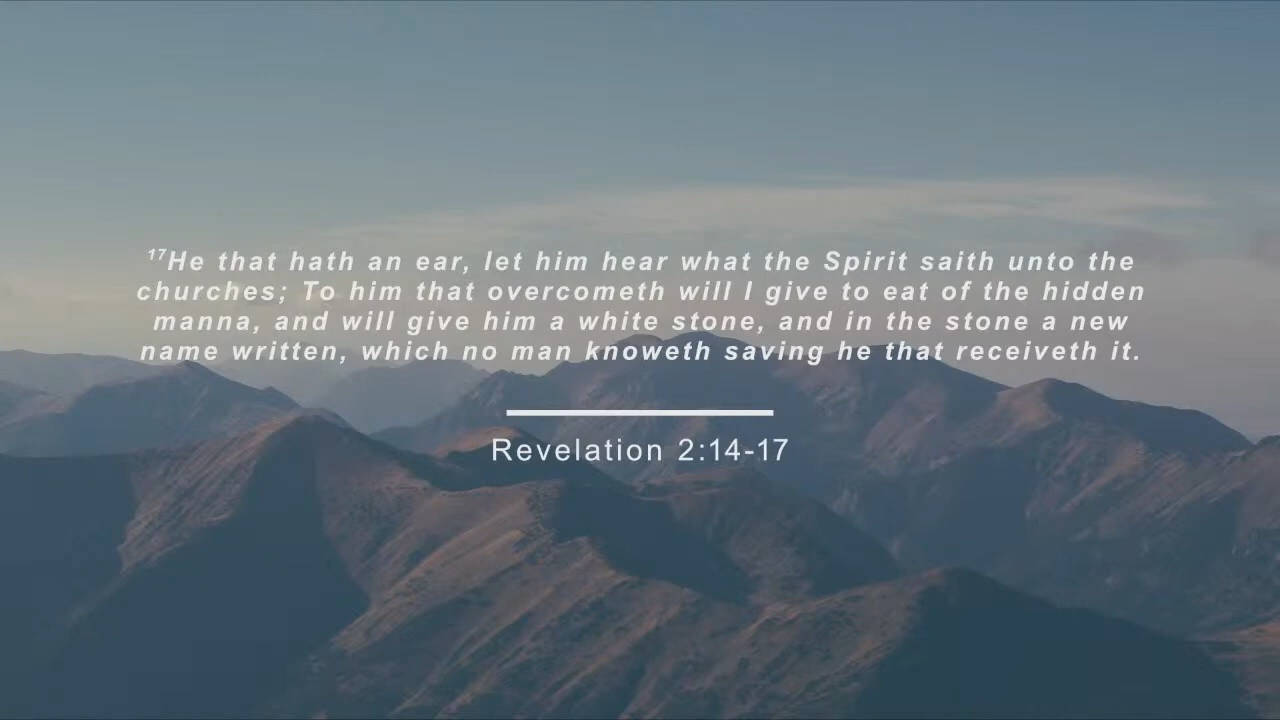 ¹⁷He that hath an ear, let him hear what the Spirit saith unto the
churches; To him that overcometh will I give to eat of the hidden
manna, and will give him a white stone, and in the stone a new
name written, which no man knoweth saving he that receiveth it.
Revelation 2:14-17